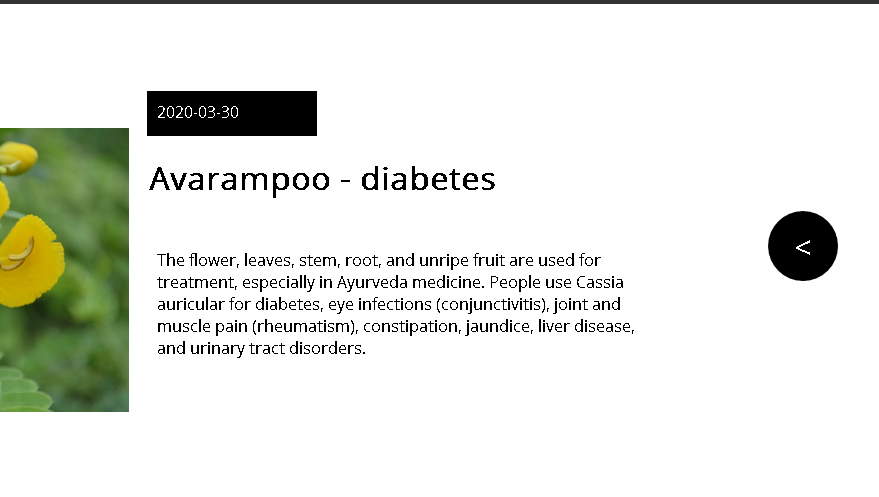 2020-03-30
Avarampoo - diabetes
The flower, leaves, stem, root, and unripe fruit are used for
treatment, especially in Ayurveda medicine. People use Cassia
auricular for diabetes, eye infections (conjunctivitis), joint and
muscle pain (rheumatism), constipation, jaundice, liver disease,
and urinary tract disorders.
<